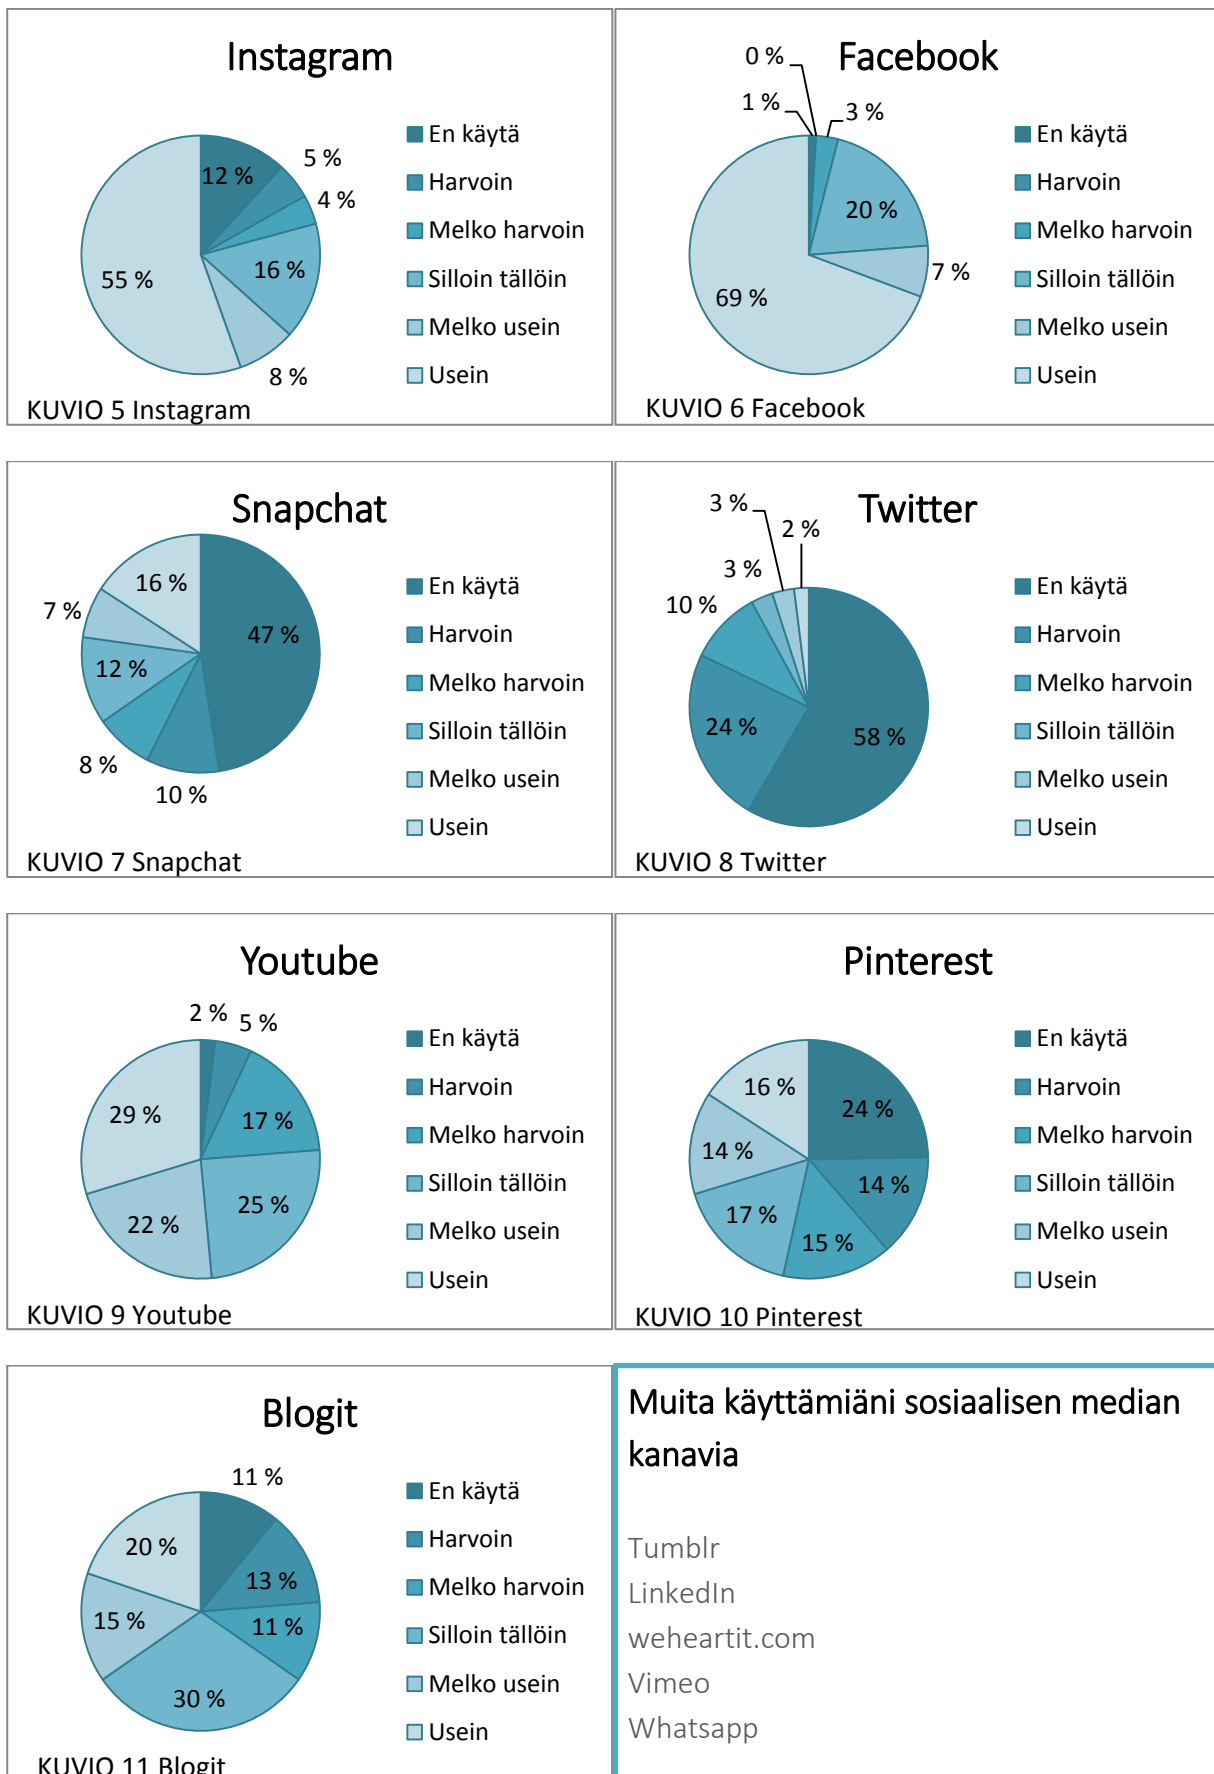 Instagram
12 %
5 %
4 %
16 %
8 %
55 %
En käytä
Harvoin
Melko harvoin
Silloin tällöin
Melko usein
Usein
KUVIO 5 Instagram
Facebook
0 %
1 %
3 %
20 %
7 %
69 %
En käytä
Harvoin
Melko harvoin
Silloin tällöin
Melko usein
Usein
KUVIO 6 Facebook
Snapchat
16 %
7 %
47 %
12 %
8 %
10 %
En käytä
Harvoin
Melko harvoin
Silloin tällöin
Melko usein
Usein
KUVIO 7 Snapchat
Twitter
3 %
2 %
3 %
10 %
24 %
58 %
En käytä
Harvoin
Melko harvoin
Silloin tällöin
Melko usein
Usein
KUVIO 8 Twitter
Youtube
2 %
5 %
29 %
17 %
25 %
22 %
En käytä
Harvoin
Melko harvoin
Silloin tällöin
Melko usein
Usein
KUVIO 9 Youtube
Pinterest
16 %
24 %
14 %
14 %
17 %
15 %
En käytä
Harvoin
Melko harvoin
Silloin tällöin
Melko usein
Usein
KUVIO 10 Pinterest
Blogit
11 %
20 %
13 %
15 %
11 %
30 %
En käytä
Harvoin
Melko harvoin
Silloin tällöin
Melko usein
Usein
KUVIO 11 Blogit
Muita käyttämiäni sosiaalisen median
kanavia
Tumblr
LinkedIn
weheartit.com
Vimeo
Whatsapp